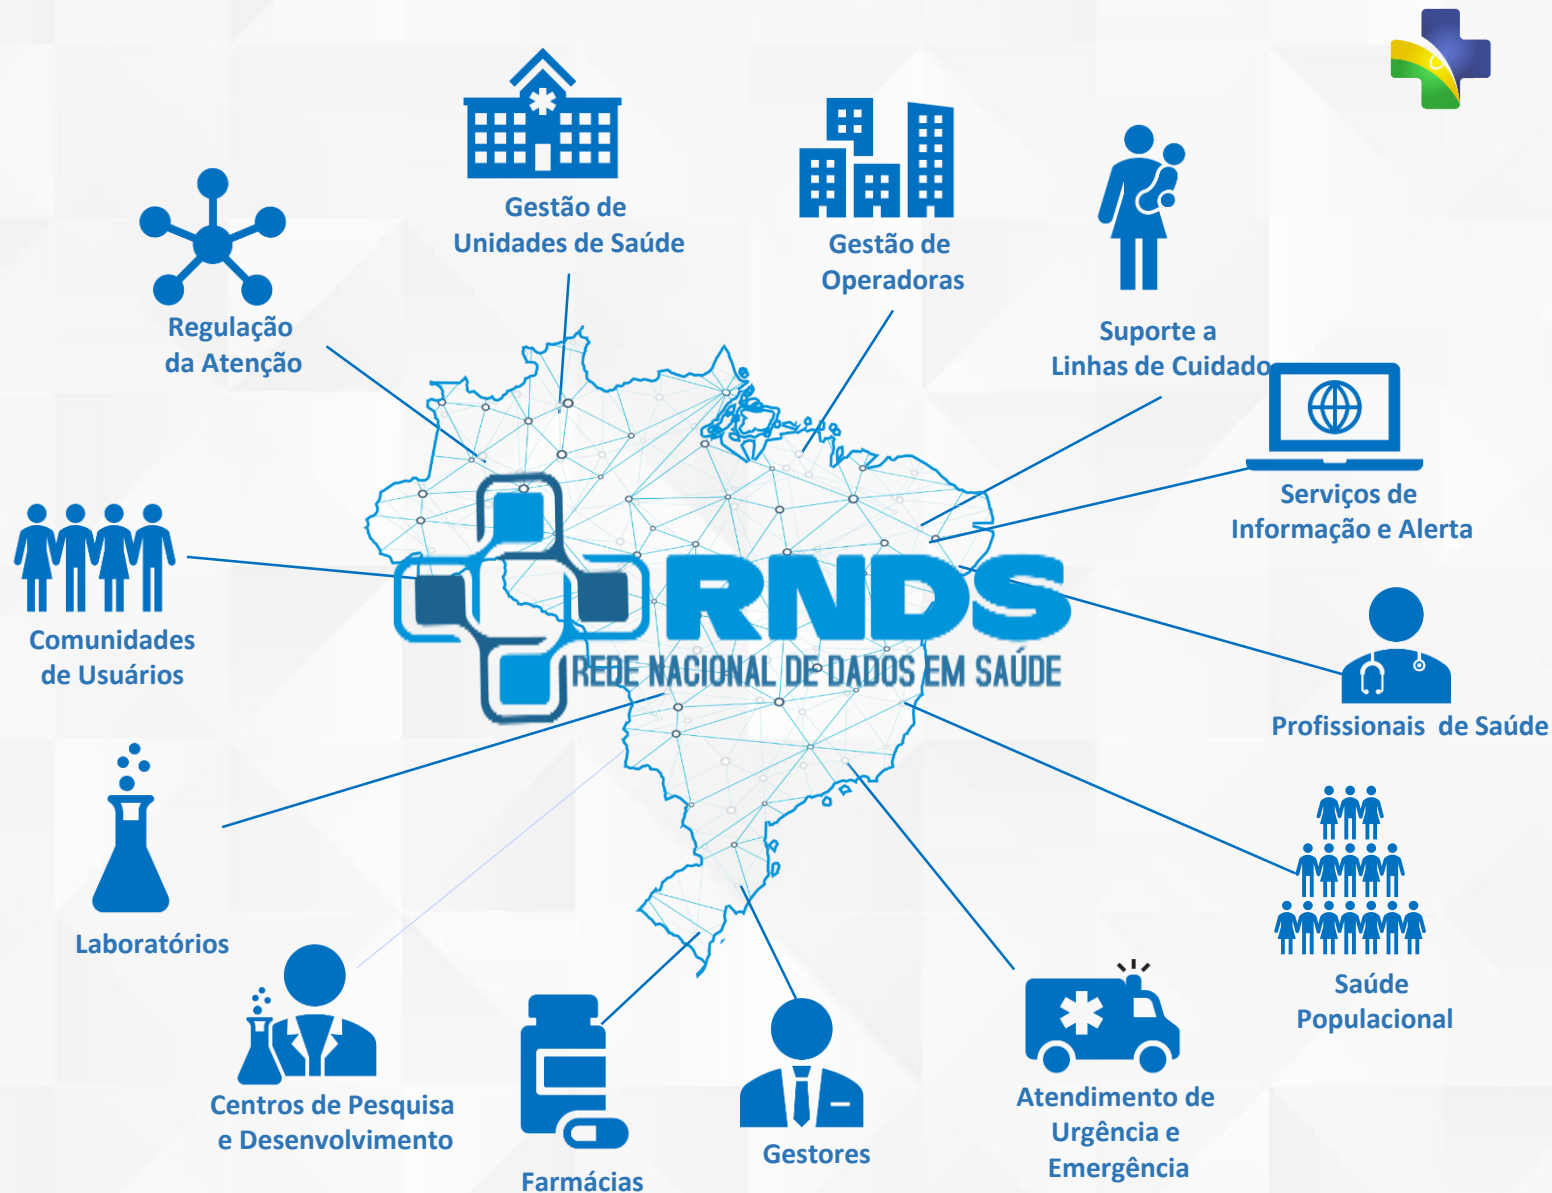 Gestão de
Unidades de Saúde
Gestão de
Operadoras
Regulação
da Atenção
Suporte a
Linhas de Cuidado
Serviços de
Informação e Alerta
Comunidades
de Usuários
RNDS
REDE NACIONAL DE DADOS EM SAÚDE
Profissionais de Saúde
Laboratórios
Saúde
Populacional
Centros de Pesquisa
e Desenvolvimento
Farmácias
Gestores
Atendimento de
Urgência e
Emergência